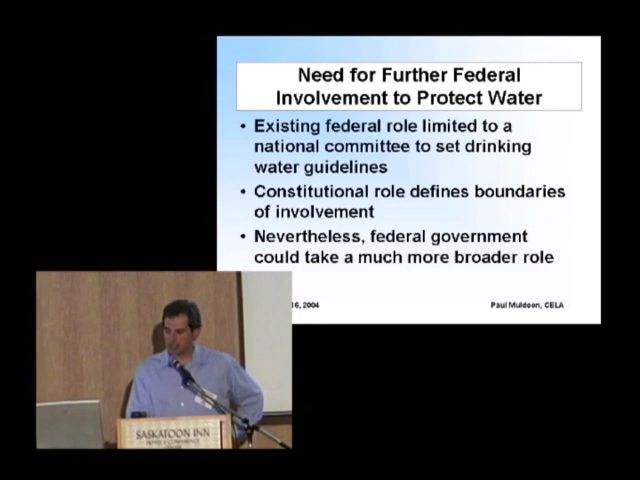 Need for Further Federal
Involvement to Protect Water
• Existing federal role limited to a
national committee to set drinking
water guidelines
• Constitutional role defines boundaries
of involvement
• Nevertheless, federal government
could take a much more broader role
16, 2004
Paul Muldoon, CELA
SASKATOON INN